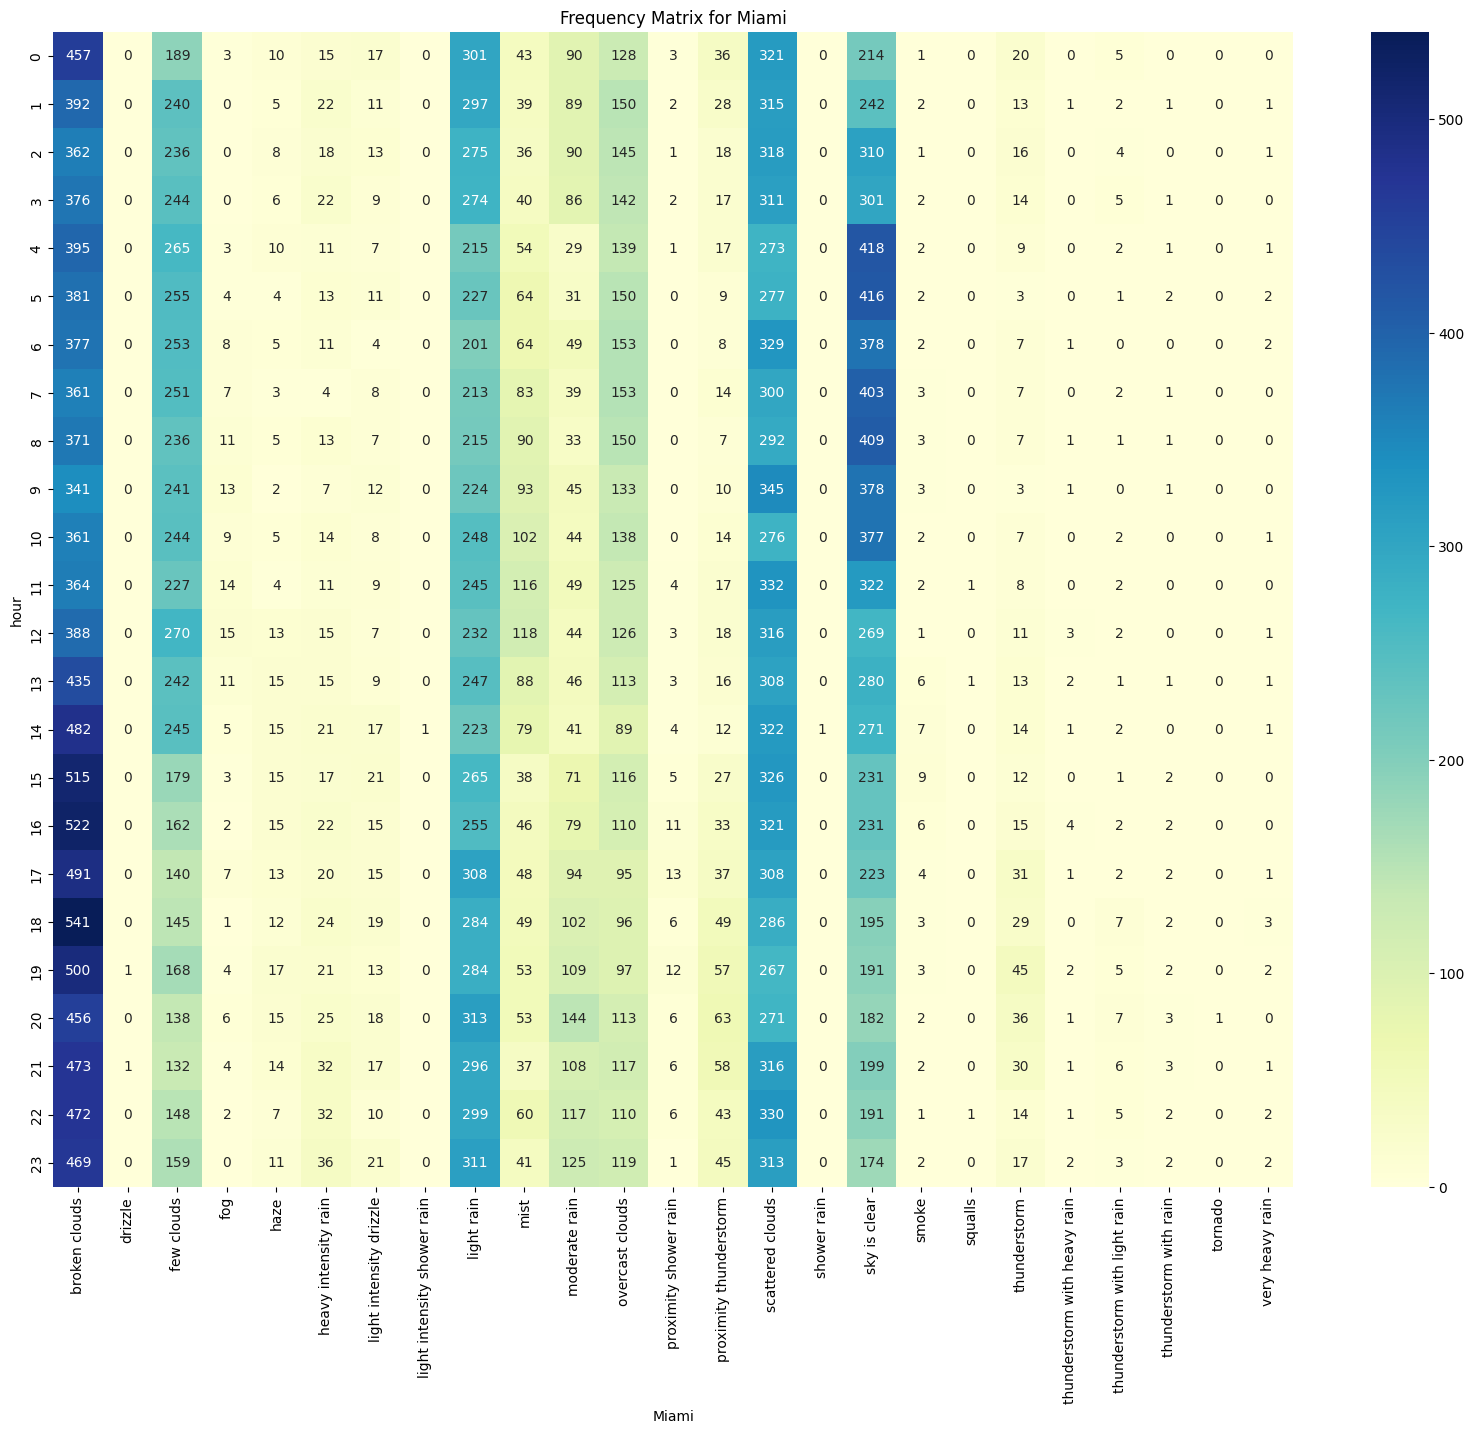 Frequency Matrix for Miami
0 457 0 189 3 10 15 17 0 301 43 90 128 3 36 321 0 214 1 0 20 0 5 0 0 0
1 392 0 240 0 5 22 11 0 297 39 89 150 2 28 315 0 242 2 0 13 1 2 1 0 1
2 362 0 236 0 8 18 13 0 275 36 90 145 1 18 318 0 310 1 0 16 0 4 0 0 1
3 376 0 244 0 6 22 9 0 274 40 86 142 2 17 311 0 301 2 0 14 0 5 1 0 0
4 395 0 265 3 10 11 7 0 215 54 29 139 1 17 273 0 418 2 0 9 0 2 1 0 1
5 381 0 255 4 4 13 11 0 227 64 31 150 0 9 277 0 416 2 0 3 0 1 2 0 2
6 377 0 253 8 5 11 4 0 201 64 49 153 0 8 329 0 378 2 0 7 1 0 0 0 2
7 361 0 251 7 3 4 8 0 213 83 39 153 0 14 300 0 403 3 0 7 0 2 1 0 0
8 371 0 236 11 5 13 7 0 215 90 33 150 0 7 292 0 409 3 0 7 1 1 1 0 0
9 341 0 241 13 2 7 12 0 224 93 45 133 0 10 345 0 378 3 0 3 1 0 1 0 0
10 361 0 244 9 5 14 8 0 248 102 44 138 0 14 276 0 377 2 0 7 0 2 0 0 1
11 364 0 227 14 4 11 9 0 245 116 49 125 4 17 332 0 322 2 1 8 0 2 0 0 0
12 388 0 270 15 13 15 7 0 232 118 44 126 3 18 316 0 269 1 0 11 3 2 0 0 1
13 435 0 242 11 15 15 9 0 247 88 46 113 3 16 308 0 280 6 1 13 2 1 1 0 1
14 482 0 245 5 15 21 17 1 223 79 41 89 4 12 322 1 271 7 0 14 1 2 0 0 1
15 515 0 179 3 15 17 21 0 265 38 71 116 5 27 326 0 231 9 0 12 0 1 2 0 0
16 522 0 162 2 15 22 15 0 255 46 79 110 11 33 321 0 231 6 0 15 4 2 2 0 0
17 491 0 140 7 13 20 15 0 308 48 94 95 13 37 308 0 223 4 0 31 1 2 2 0 1
18 541 0 145 1 12 24 19 0 284 49 102 96 6 49 286 0 195 3 0 29 0 7 2 0 3
19 500 1 168 4 17 21 13 0 284 53 109 97 12 57 267 0 191 3 0 45 2 5 2 0 2
20 456 0 138 6 15 25 18 0 313 53 144 113 6 63 271 0 182 2 0 36 1 7 3 1 0
21 473 1 132 4 14 32 17 0 296 37 108 117 6 58 316 0 199 2 0 30 1 6 3 0 1
22 472 0 148 2 7 32 10 0 299 60 117 110 6 43 330 0 191 1 1 14 1 5 2 0 2
23 469 0 159 0 11 36 21 0 311 41 125 119 1 45 313 0 174 2 0 17 2 3 2 0 2
hour
broken clouds
drizzle
few clouds
fog
haze
heavy intensity rain
light intensity drizzle
light intensity shower rain
light rain
mist
moderate rain
overcast clouds
proximity shower rain
proximity thunderstorm
scattered clouds
shower rain
sky is clear
smoke
squalls
thunderstorm
thunderstorm with heavy rain
thunderstorm with light rain
thunderstorm with rain
tornado
very heavy rain
Miami
500
400
300
200
100
0